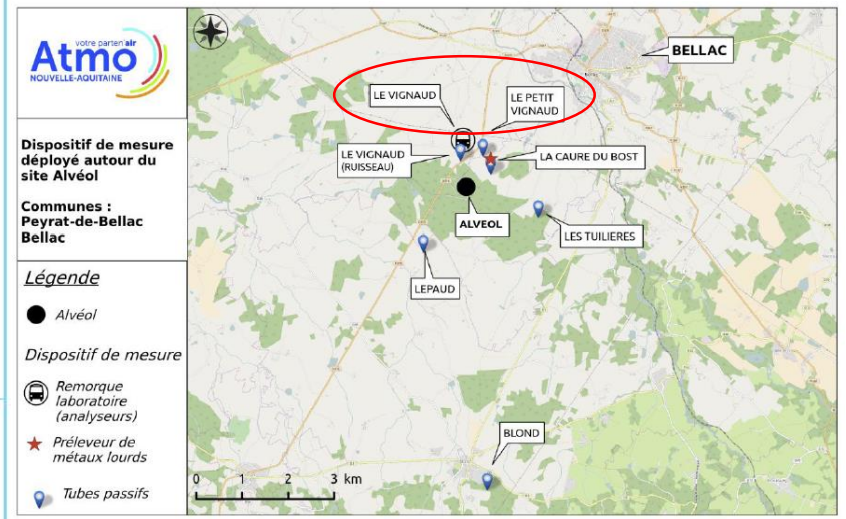 votre parten'air
Atmo
NOUVELLE-AQUITAINE
Dispositif de mesure
déployé autour du
site Alvéol
Communes :
Peyrat-de-Bellac
Bellac
Légende
Alvéol
Dispositif de mesure
Remorque
laboratoire
(analyseurs)
Préleveur de
métaux lourds
Tubes passifs
BELLAC
LE VIGNAUD
LE PETIT
VIGNAUD
LE VIGNAUD
(RUISSEAU)
LA CAURE DU BOST
ALVEOL
LES TUILIERES
LEPAUD
BLOND
0 1 2 3 km